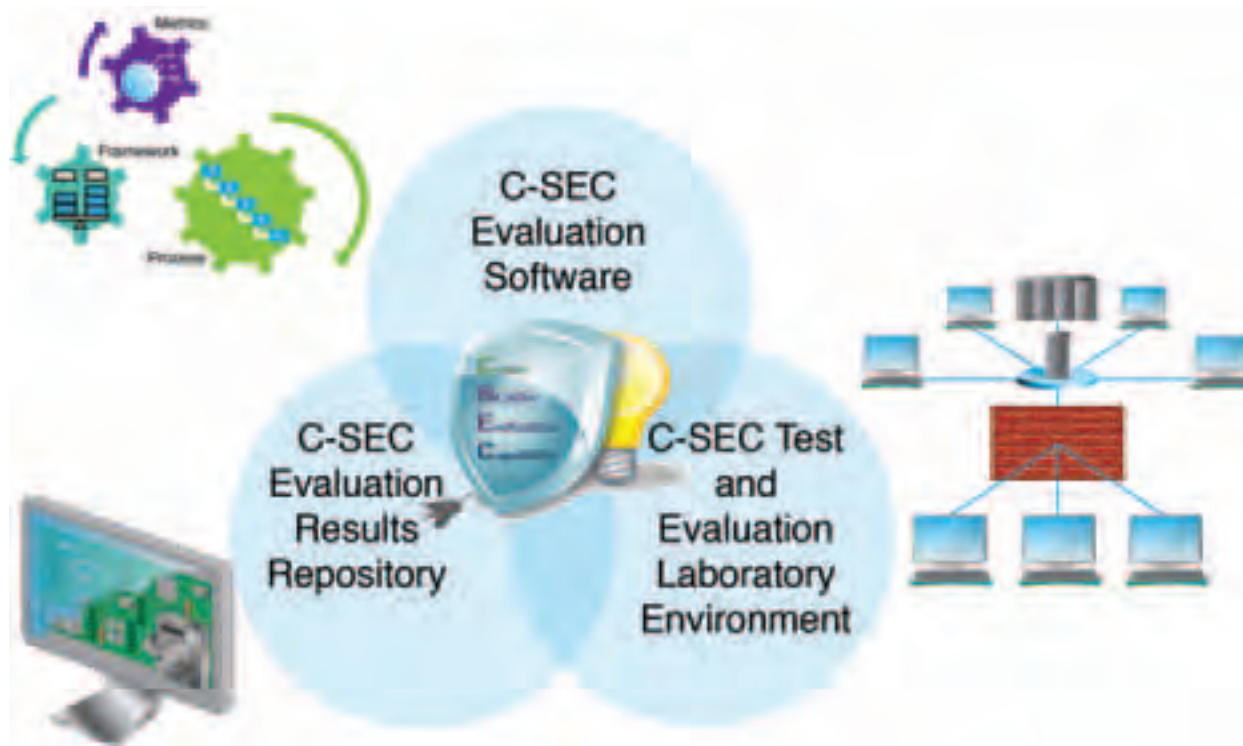 Metrics
Framework
Process
C-SEC
Evaluation
Software
C-SEC
Evaluation
Results
Repository
C-SEC Test
and
Evaluation
Laboratory
Environment